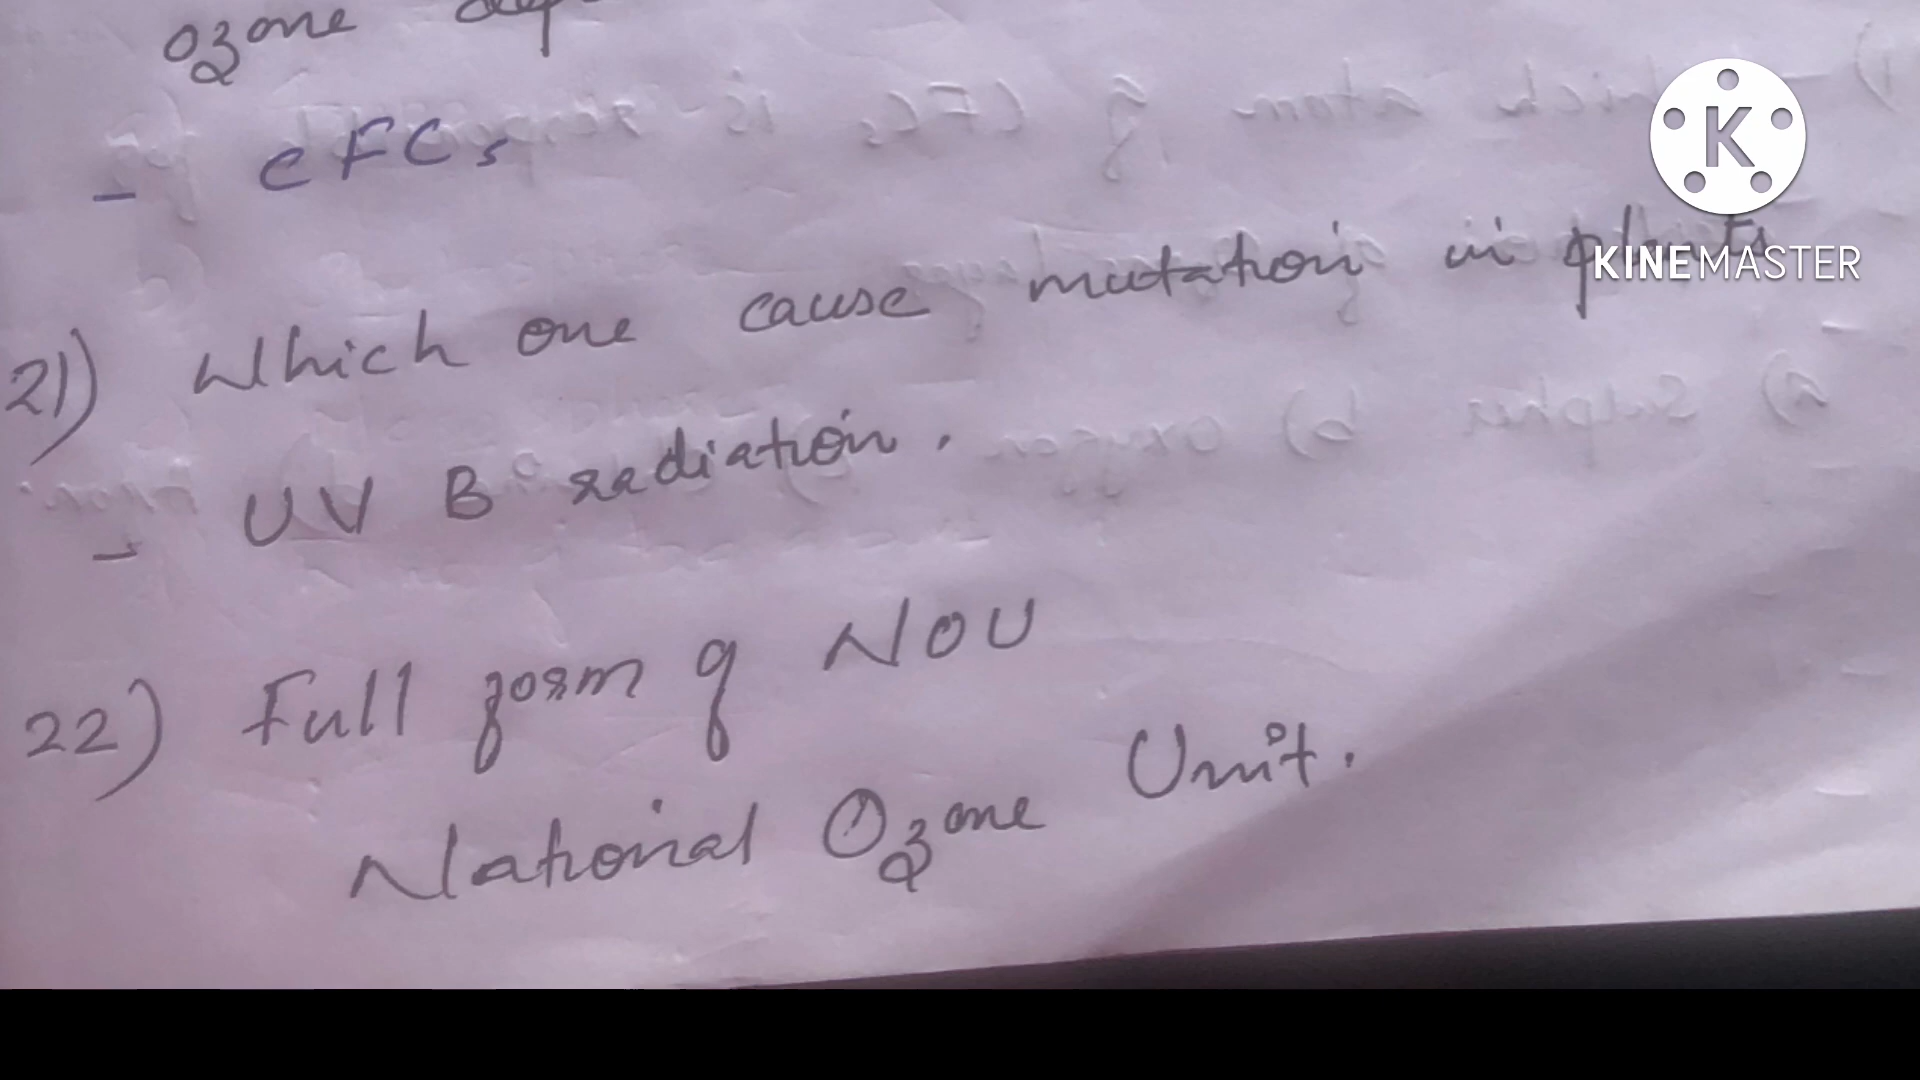 ozone
- CFCs
21) Which one cause mutation in plants
- UV B radiation.
22) Full form of NOU
National Ozone Unit.
K
KINEMASTER